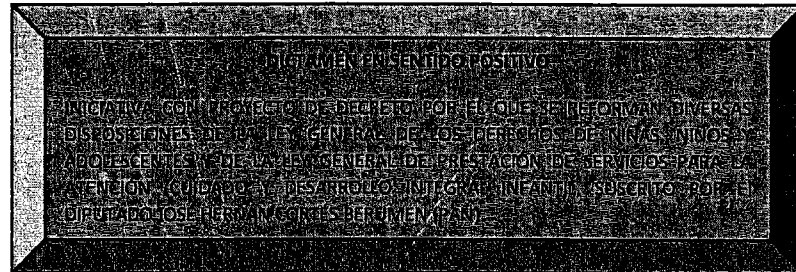 DICTAMEN EN SENTIDO POSITIVO
INICIATIVA CON PROYECTO DE DECRETO POR EL QUE SE REFORMAN DIVERSAS
DISPOSICIONES DE LA LEY GENERAL DE LOS DERECHOS DE NIÑAS, NIÑOS Y
ADOLESCENTES Y DE LA LEY GENERAL DE PRESTACIÓN DE SERVICIOS PARA LA
ATENCIÓN, CUIDADO Y DESARROLLO INTEGRAL INFANTIL, SUSCRITO POR EL
DIPUTADO JOSÉ HERNÁN CORTÉS BERUMEN (PAN)